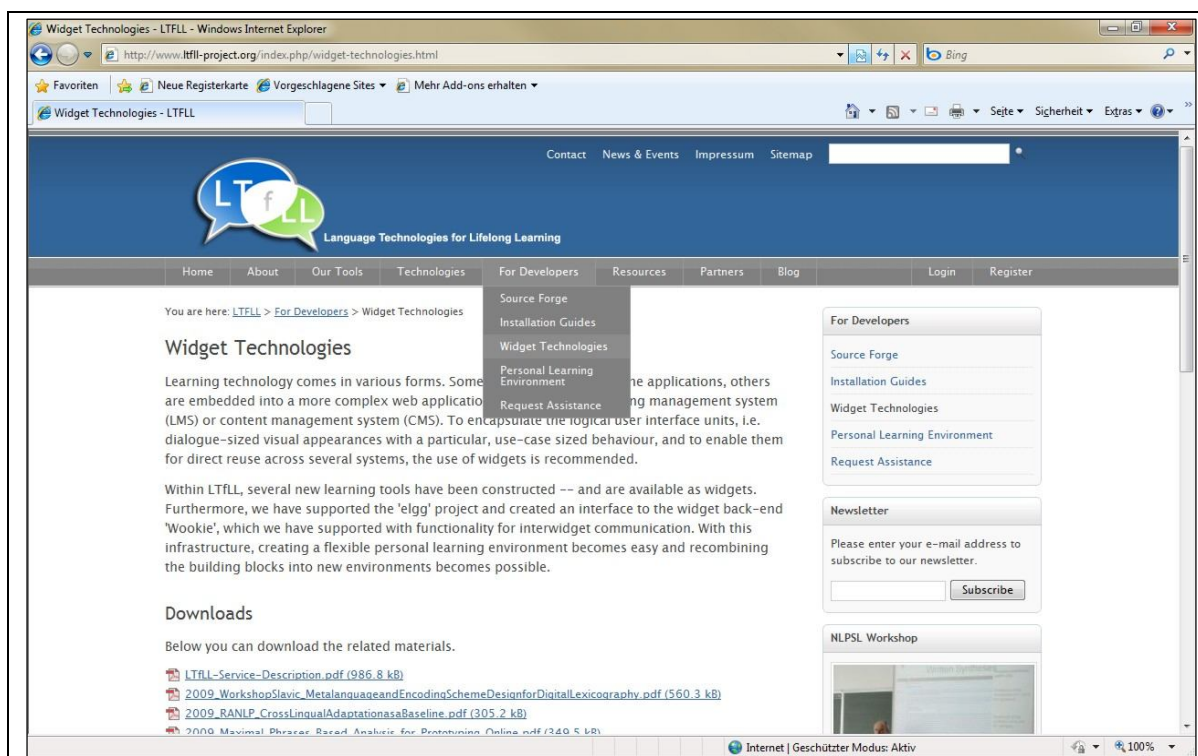 Widget Technologies - LTFLL - Windows Internet Explorer
http://www.ltfll-project.org/index.php/widget-technologies.html
Bing
Favoriten
Neue Registerkarte
Vorgeschlagene Sites
Mehr Add-ons erhalten
Widget Technologies - LTFLL
Seite
Sicherheit
Extras
Contact News & Events Impressum Sitemap
LTfLL
Language Technologies for Lifelong Learning
Home About Our Tools Technologies For Developers Resources Partners Blog Login Register
Source Forge
Installation Guides
Widget Technologies
Personal Learning
Environment
Request Assistance
You are here: LTFLL > For Developers > Widget Technologies
Widget Technologies
Learning technology comes in various forms. Some he applications, others
are embedded into a more complex web applicatio ng management system
(LMS) or content management system (CMS). To encapsulate the logical user interface units, i.e.
dialogue-sized visual appearances with a particular, use-case sized behaviour, and to enable them
for direct reuse across several systems, the use of widgets is recommended.
Within LTfLL, several new learning tools have been constructed -- and are available as widgets.
Furthermore, we have supported the 'elgg' project and created an interface to the widget back-end
'Wookie', which we have supported with functionality for interwidget communication. With this
infrastructure, creating a flexible personal learning environment becomes easy and recombining
the building blocks into new environments becomes possible.
Downloads
Below you can download the related materials.
LTfLL-Service-Description.pdf (986.8 kB)
2009_WorkshopSlavic_MetalanguageandEncodingSchemeDesignforDigitalLexicography.pdf (560.3 kB)
2009_RANLP_CrossLingualAdaptationasaBaseline.pdf (305.2 kB)
2009_Maximal_Phrases_Based_Analysis_for_Prototyping_Online.pdf (349.5 kB)
For Developers
Source Forge
Installation Guides
Widget Technologies
Personal Learning Environment
Request Assistance
Newsletter
Please enter your e-mail address to
subscribe to our newsletter.
Subscribe
NLPSL Workshop
Internet | Geschützter Modus: Aktiv
100%